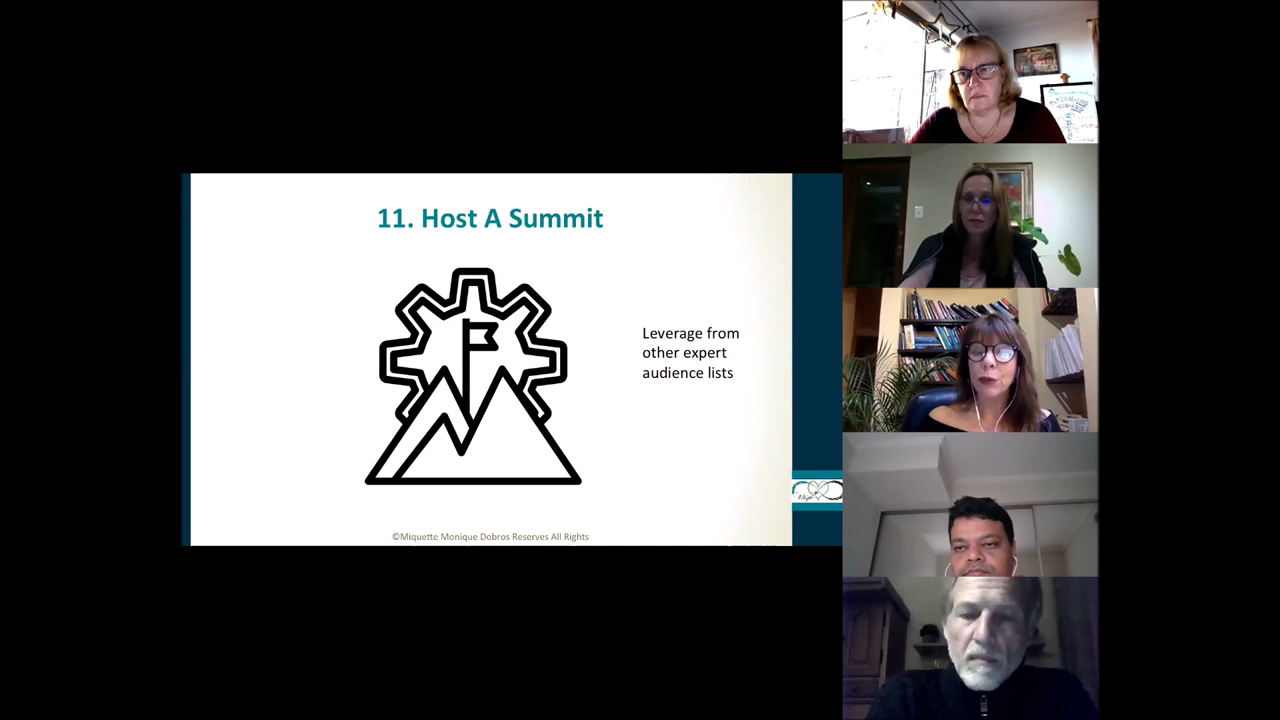 11. Host A Summit
Leverage from
other expert
audience lists
©Miquette Monique Dobros Reserves All Rights